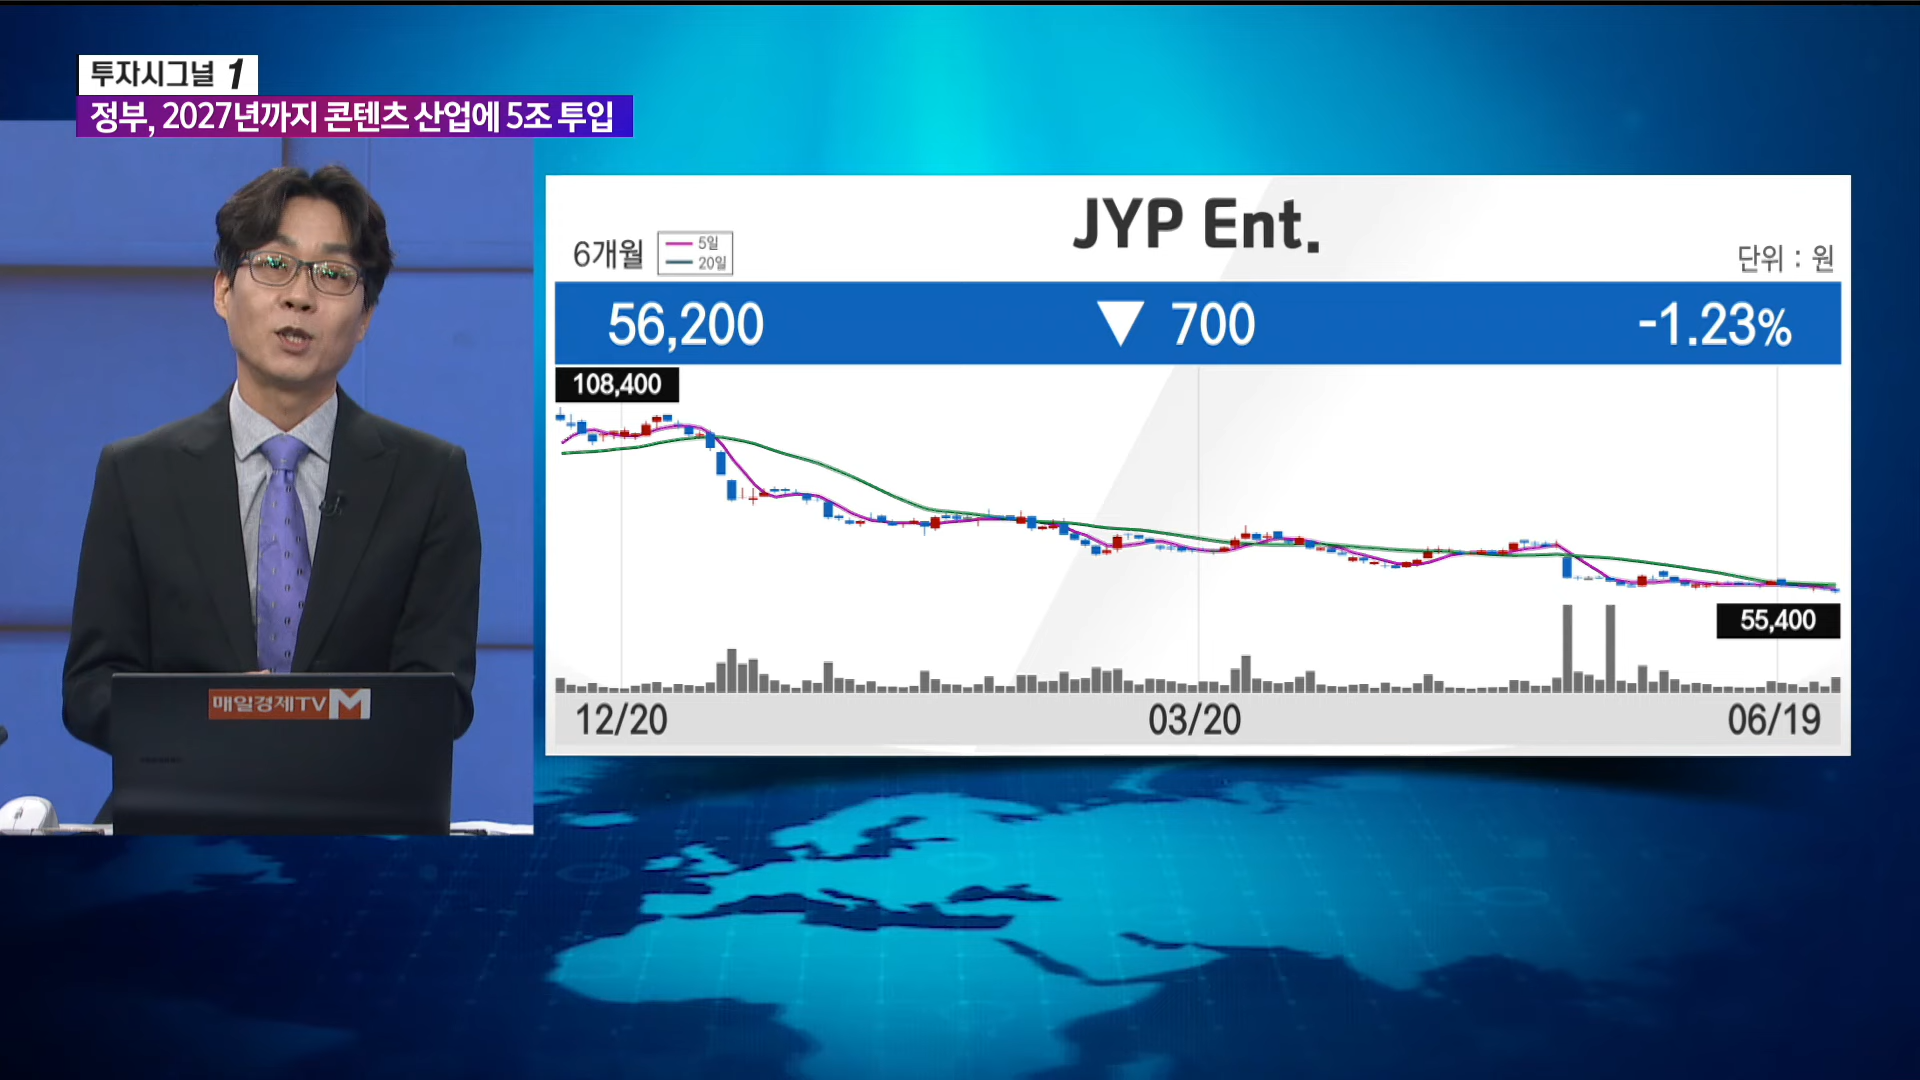 투자시그널 1
정부, 2027년까지 콘텐츠 산업에 5조 투입
JYP Ent.
6개월
5일
20일
단위 : 원
56,200 ▼ 700 -1.23%
108,400
55,400
12/20 03/20 06/19
매일경제TV M